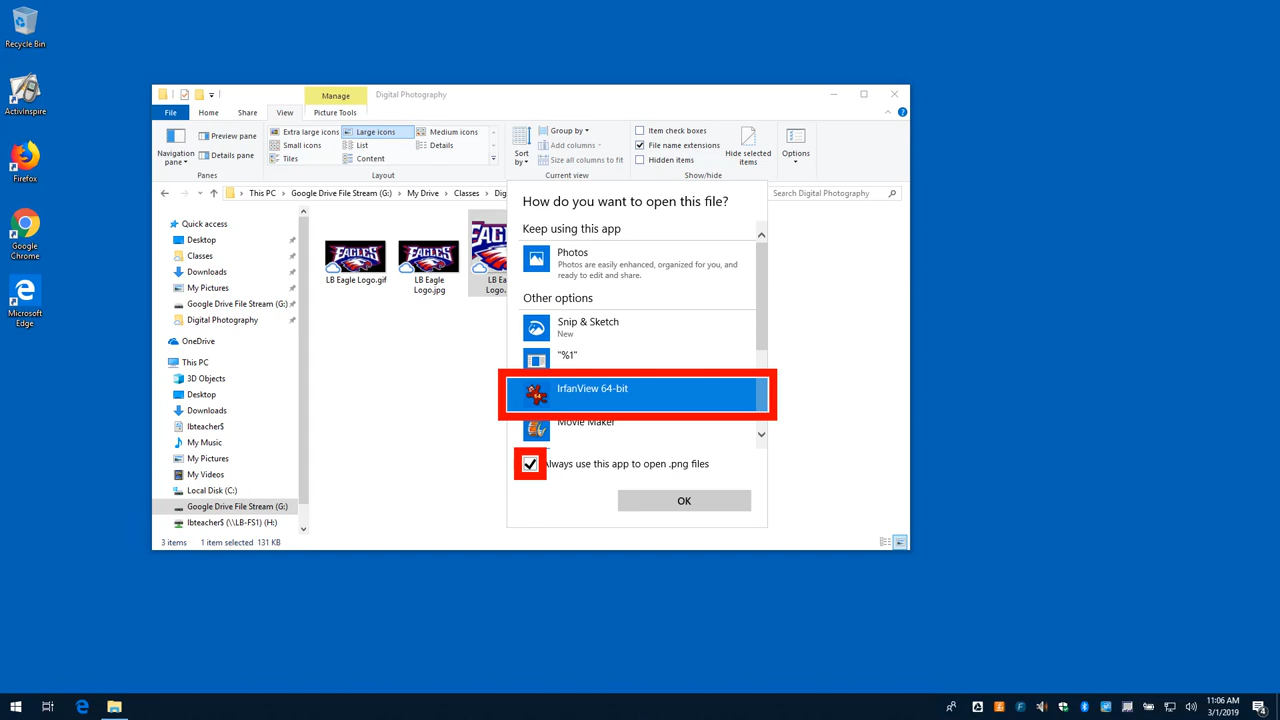 Recycle Bin
ActivInspire
Firefox
Google
Chrome
Microsoft
Edge
Manage
Digital Photography
File
Home
Share
View
Picture Tools
Navigation
pane
Preview pane
Details pane
Panes
Extra large icons
Large icons
Medium icons
Small icons
List
Details
Tiles
Content
Layout
Sort
by
Group by
Add columns
Size all columns to fit
Current view
Item check boxes
File name extensions
Hidden items
Hide selected
items
Show/hide
Options
This PC
Google Drive File Stream (G:)
My Drive
Classes
Dig
Search Digital Photography
Quick access
Desktop
Classes
Downloads
My Pictures
Google Drive File Stream (G:)
Digital Photography
OneDrive
This PC
3D Objects
Desktop
Downloads
lbteacher$
My Music
My Pictures
My Videos
Local Disk (C:)
Google Drive File Stream (G:)
lbteacher$ (\\LB-FS1) (H:)
EAGLES
LB Eagle Logo.gif
EAGLES
LB Eagle
Logo.jpg
EAG
LB Ea
Logo.
How do you want to open this file?
Keep using this app
Photos
Photos are easily enhanced, organized for you, and
ready to edit and share.
Other options
Snip & Sketch
New
"%1"
IrfanView 64-bit
64
Movie Maker
lways use this app to open .png files
OK
3 items
1 item selected 131 KB
11:06 AM
3/1/2019
4